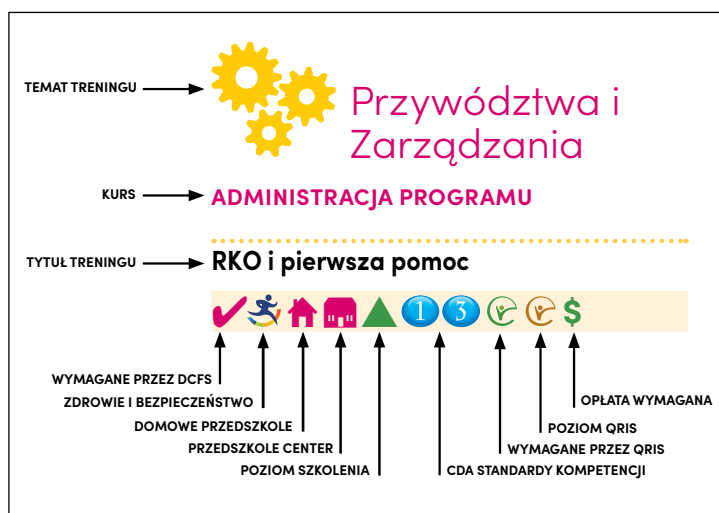 TEMAT TRENINGU
Przywództwa i
Zarządzania
KURS
ADMINISTRACJA PROGRAMU
TYTUŁ TRENINGU
RKO i pierwsza pomoc
1 3 $
WYMAGANE PRZEZ DCFS
OPŁATA WYMAGANA
ZDROWIE I BEZPIECZEŃSTWO
DOMOWE PRZEDSZKOLE
POZIOM QRIS
PRZEDSZKOLE CENTER
WYMAGANE PRZEZ QRIS
POZIOM SZKOLENIA
CDA STANDARDY KOMPETENCJI